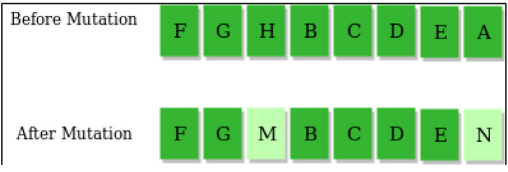 Before Mutation F G H B C D E A
After Mutation F G M B C D E N